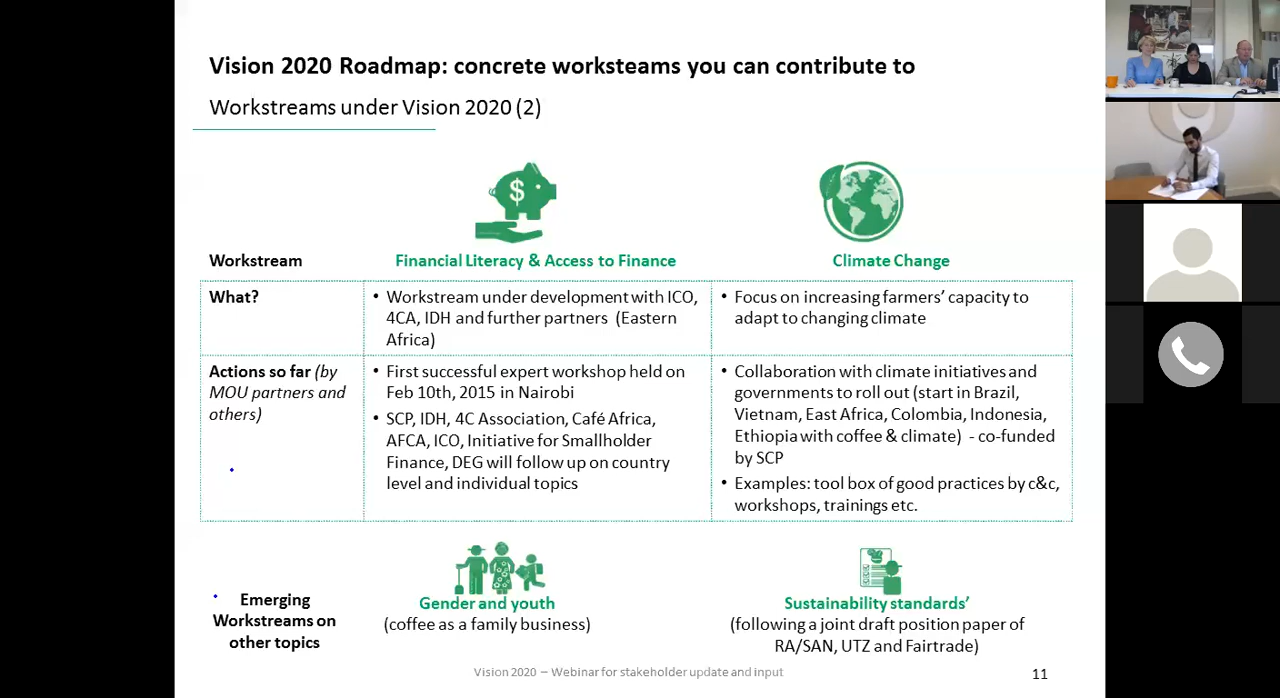 Vision 2020 Roadmap: concrete worksteams you can contribute to
Workstreams under Vision 2020 (2)
$
Workstream
Financial Literacy & Access to Finance
Climate Change
What?
• Workstream under development with ICO,
4CA, IDH and further partners (Eastern
Africa)
• Focus on increasing farmers’ capacity to
adapt to changing climate
Actions so far (by
MOU partners and
others)
• First successful expert workshop held on
Feb 10th, 2015 in Nairobi
• SCP, IDH, 4C Association, Café Africa,
AFCA, ICO, Initiative for Smallholder
Finance, DEG will follow up on country
level and individual topics
• Collaboration with climate initiatives and
governments to roll out (start in Brazil,
Vietnam, East Africa, Colombia, Indonesia,
Ethiopia with coffee & climate) - co-funded
by SCP
• Examples: tool box of good practices by c&c,
workshops, trainings etc.
• Emerging
Workstreams on
other topics
Gender and youth
(coffee as a family business)
Sustainability standards’
(following a joint draft position paper of
RA/SAN, UTZ and Fairtrade)
Vision 2020 – Webinar for stakeholder update and input
11